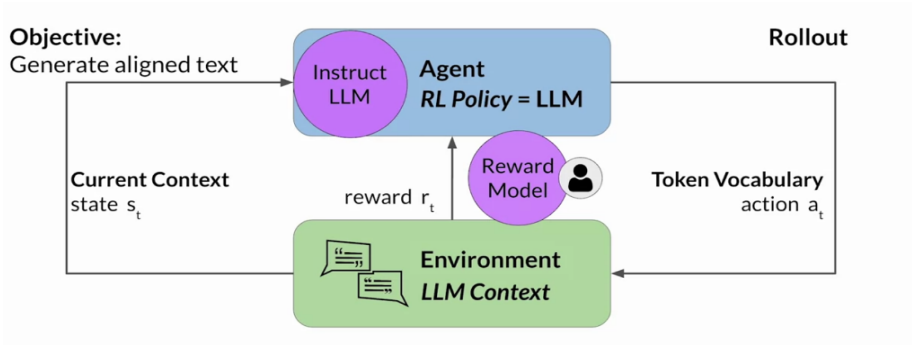 Objective:
Generate aligned text
Rollout
Instruct
LLM
Agent
RL Policy = LLM
Current Context
state s_t
reward r_t
Reward
Model
Token Vocabulary
action a_t
Environment
LLM Context